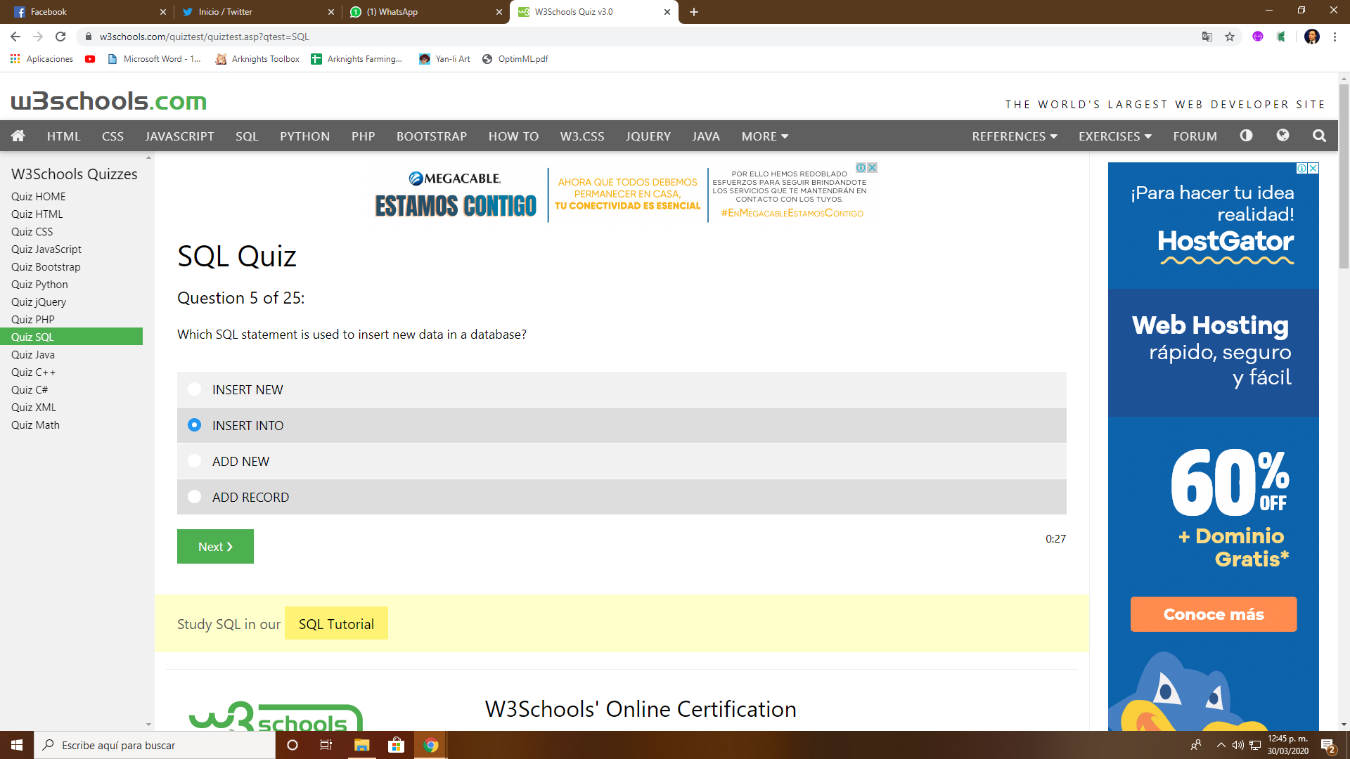 Facebook
Inicio / Twitter
(1) WhatsApp
W3Schools Quiz v3.0
w3schools.com/quiztest/quiztest.asp?qtest=SQL
Aplicaciones
Microsoft Word - 1...
Arknights Toolbox
Arknights Farming...
Yan-li Art
OptimML.pdf
w3schools.com
THE WORLD'S LARGEST WEB DEVELOPER SITE
HTML CSS JAVASCRIPT SQL PYTHON PHP BOOTSTRAP HOW TO W3.CSS JQUERY JAVA MORE REFERENCES EXERCISES FORUM
W3Schools Quizzes
Quiz HOME
Quiz HTML
Quiz CSS
Quiz JavaScript
Quiz Bootstrap
Quiz Python
Quiz jQuery
Quiz PHP
Quiz SQL
Quiz Java
Quiz C++
Quiz C#
Quiz XML
Quiz Math
MEGACABLE
ESTAMOS CONTIGO
AHORA QUE TODOS DEBEMOS
PERMANECER EN CASA,
TU CONECTIVIDAD ES ESENCIAL
POR ELLO HEMOS REDOBLADO
ESFUERZOS PARA SEGUIR BRINDÁNDOTE
LOS SERVICIOS QUE TE MANTENDRÁN EN
CONTACTO CON LOS TUYOS.
#EnMegacableEstamosContigo
SQL Quiz
Question 5 of 25:
Which SQL statement is used to insert new data in a database?
INSERT NEW
INSERT INTO
ADD NEW
ADD RECORD
Next ❯
0:27
Study SQL in our SQL Tutorial
w3schools
W3Schools' Online Certification
¡Para hacer tu idea
realidad!
HostGator
Web Hosting
rápido, seguro
y fácil
60% OFF
+ Dominio
Gratis*
Conoce más
Escribe aquí para buscar
12:45 p. m.
30/03/2020
2